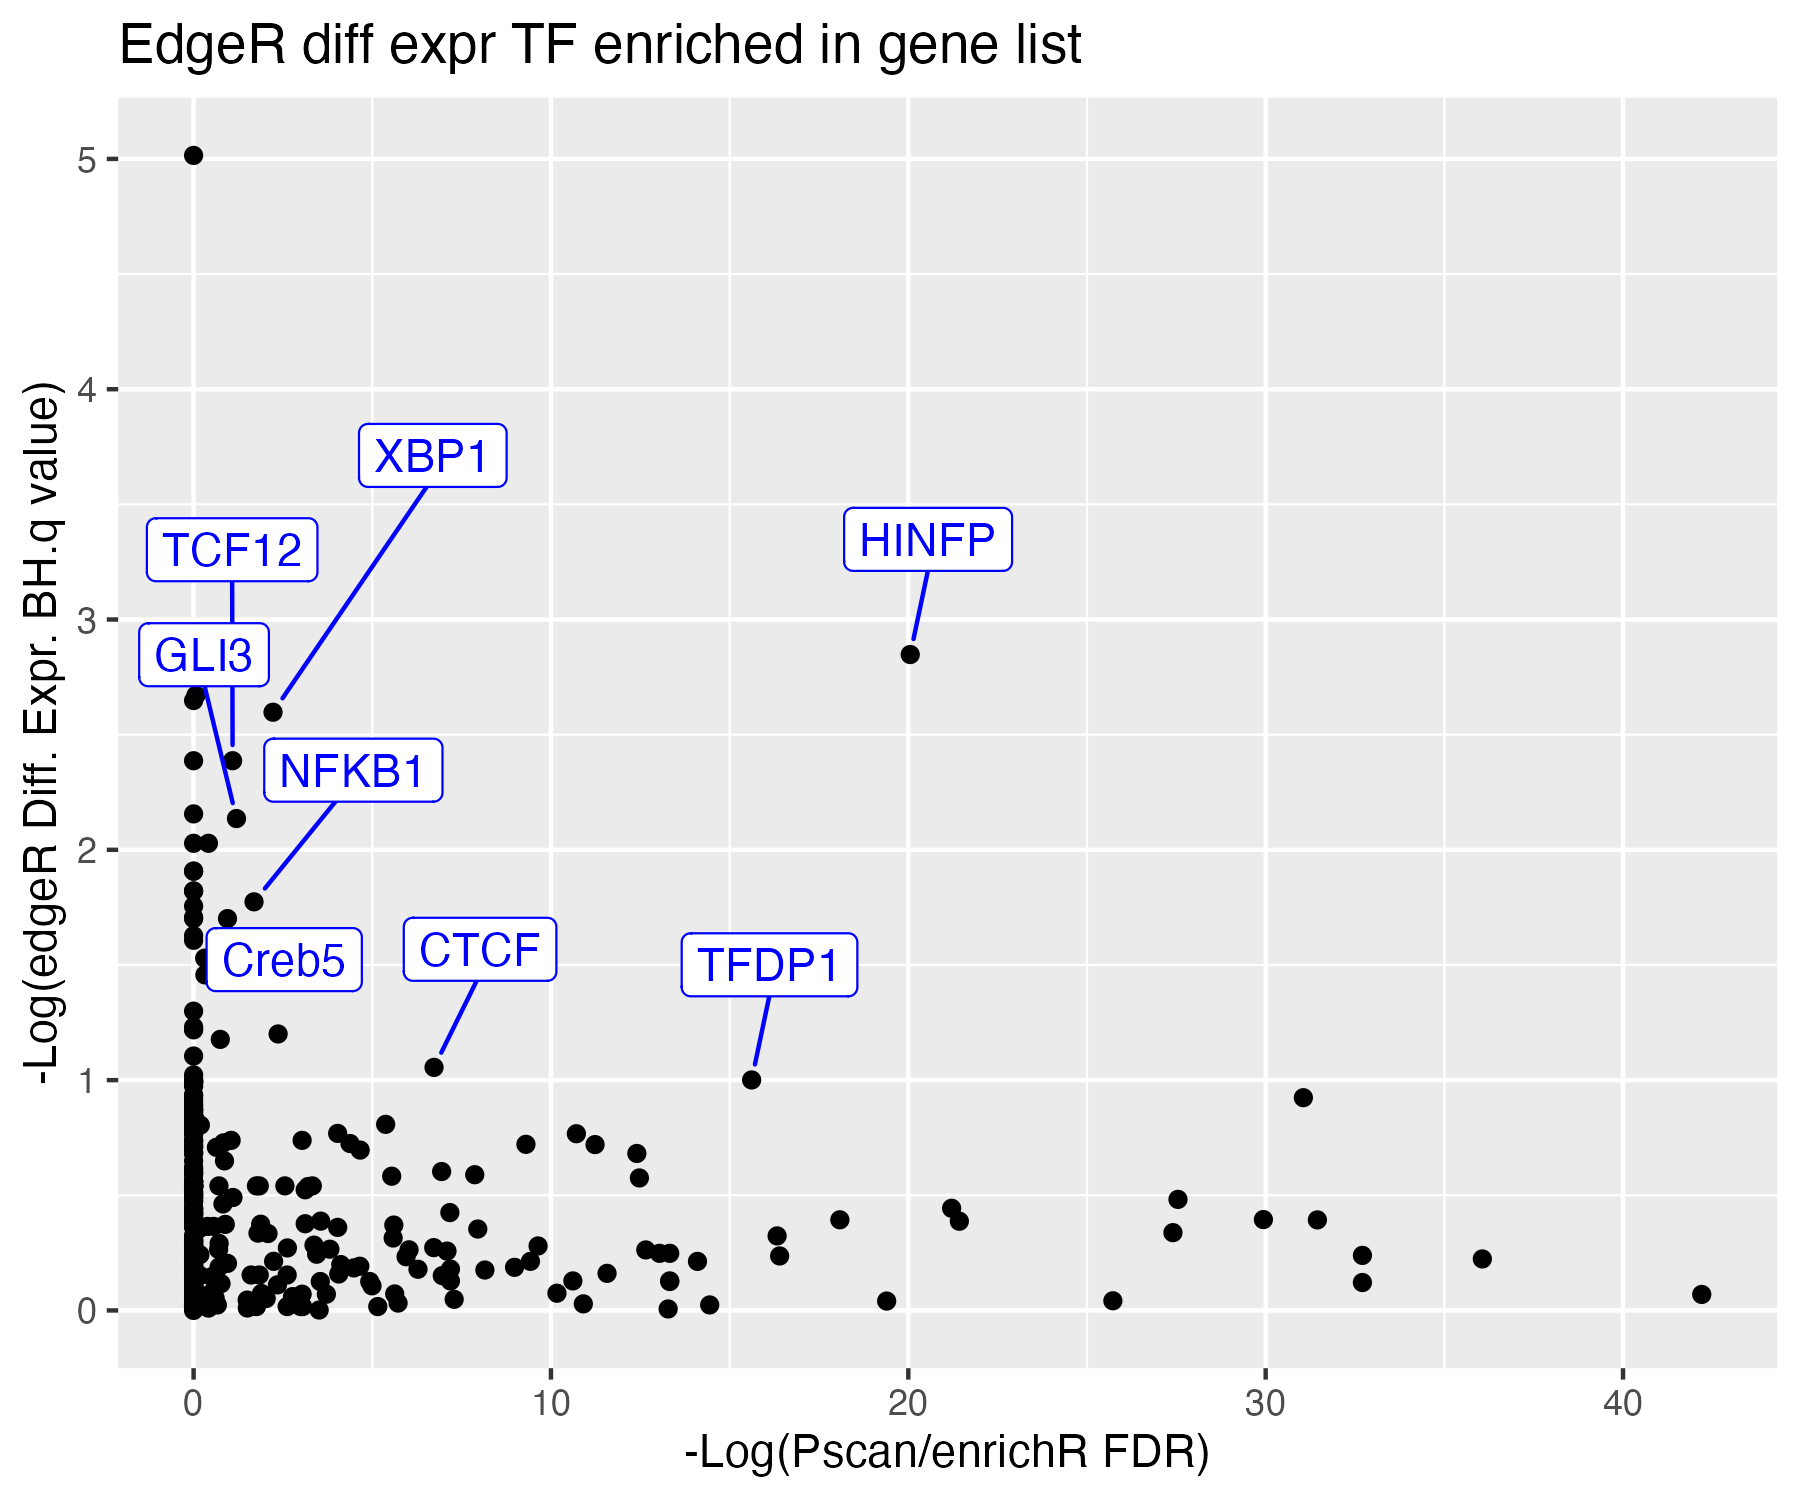 EdgeR diff expr TF enriched in gene list
-Log(edgeR Diff. Expr. BH.q value)
5
4
3
2
1
0
XBP1
TCF12
HINFP
GLI3
NFKB1
Creb5
CTCF
TFDP1
0
10
20
30
40
-Log(Pscan/enrichR FDR)